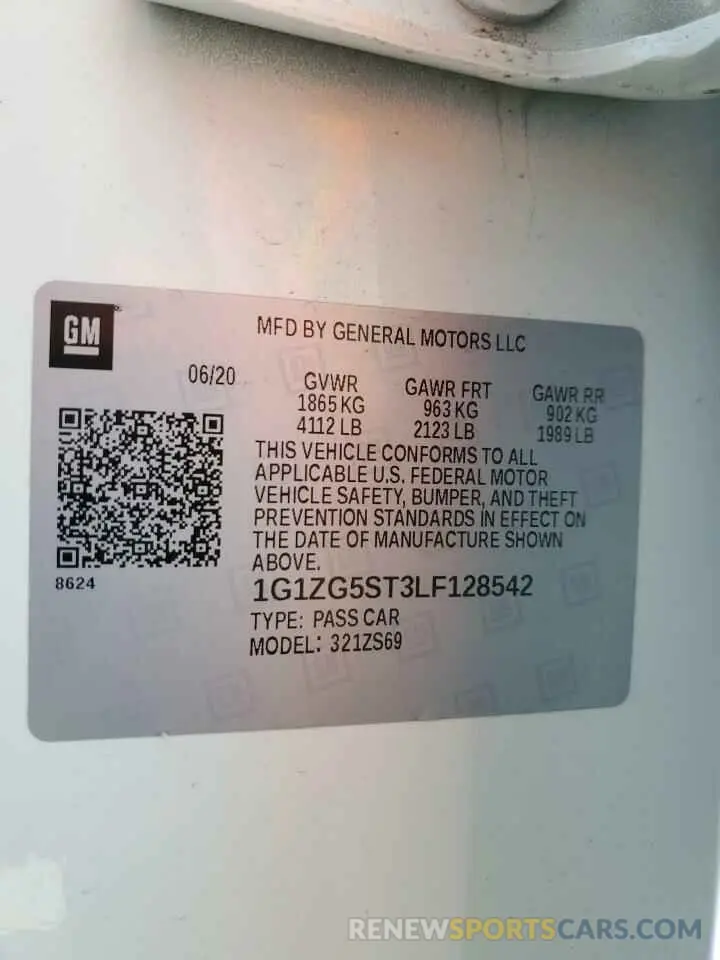 GM
MFD BY GENERAL MOTORS LLC
06/20
GVWR
1865 KG
4112 LB
GAWR FRT
963 KG
2123 LB
GAWR RR
902 KG
1989 LB
THIS VEHICLE CONFORMS TO ALL
APPLICABLE U.S. FEDERAL MOTOR
VEHICLE SAFETY, BUMPER, AND THEFT
PREVENTION STANDARDS IN EFFECT ON
THE DATE OF MANUFACTURE SHOWN
ABOVE.
8624
1G1ZG5ST3LF128542
TYPE: PASS CAR
MODEL: 321ZS69
RENEWSPORTSCARS.COM